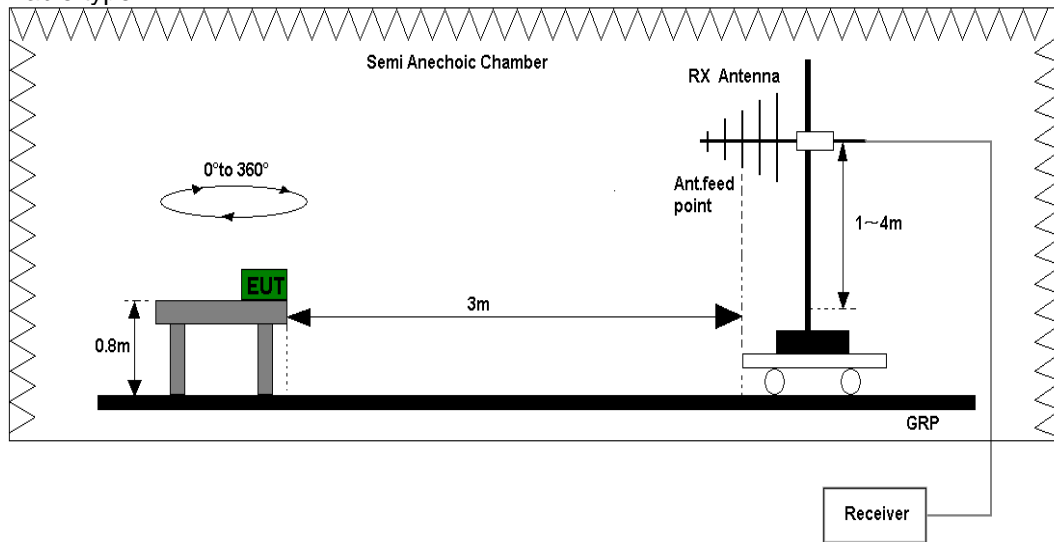 Semi Anechoic Chamber
RX Antenna
0°to 360°
Ant.feed
point
1～4m
EUT
3m
0.8m
GRP
Receiver